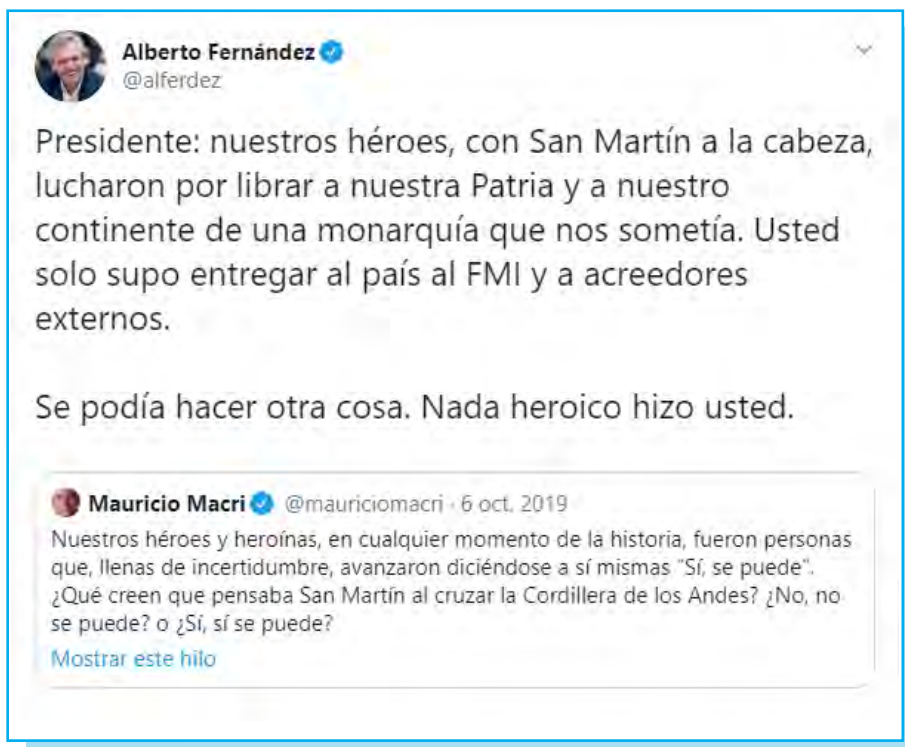 Alberto Fernández
@alferdez
Presidente: nuestros héroes, con San Martín a la cabeza,
lucharon por librar a nuestra Patria y a nuestro
continente de una monarquía que nos sometía. Usted
solo supo entregar al país al FMI y a acreedores
externos.
Se podía hacer otra cosa. Nada heroico hizo usted.
Mauricio Macri @mauriciomacri · 6 oct. 2019
Nuestros héroes y heroínas, en cualquier momento de la historia, fueron personas
que, llenas de incertidumbre, avanzaron diciéndose a sí mismas "Sí, se puede".
¿Qué creen que pensaba San Martín al cruzar la Cordillera de los Andes? ¿No, no
se puede? o ¿Sí, sí se puede?
Mostrar este hilo